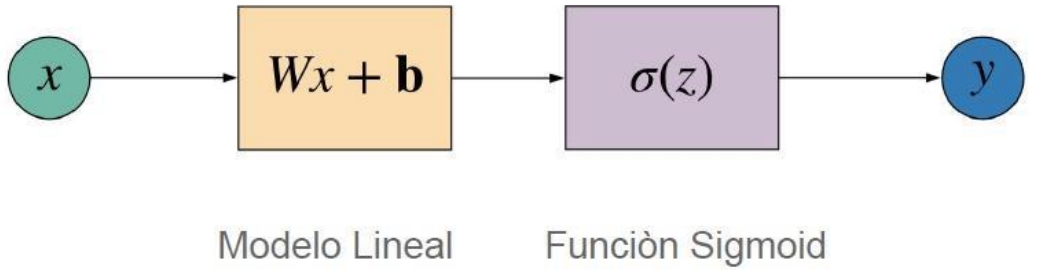 x Wx + b σ(z) y
Modelo Lineal Funciòn Sigmoid